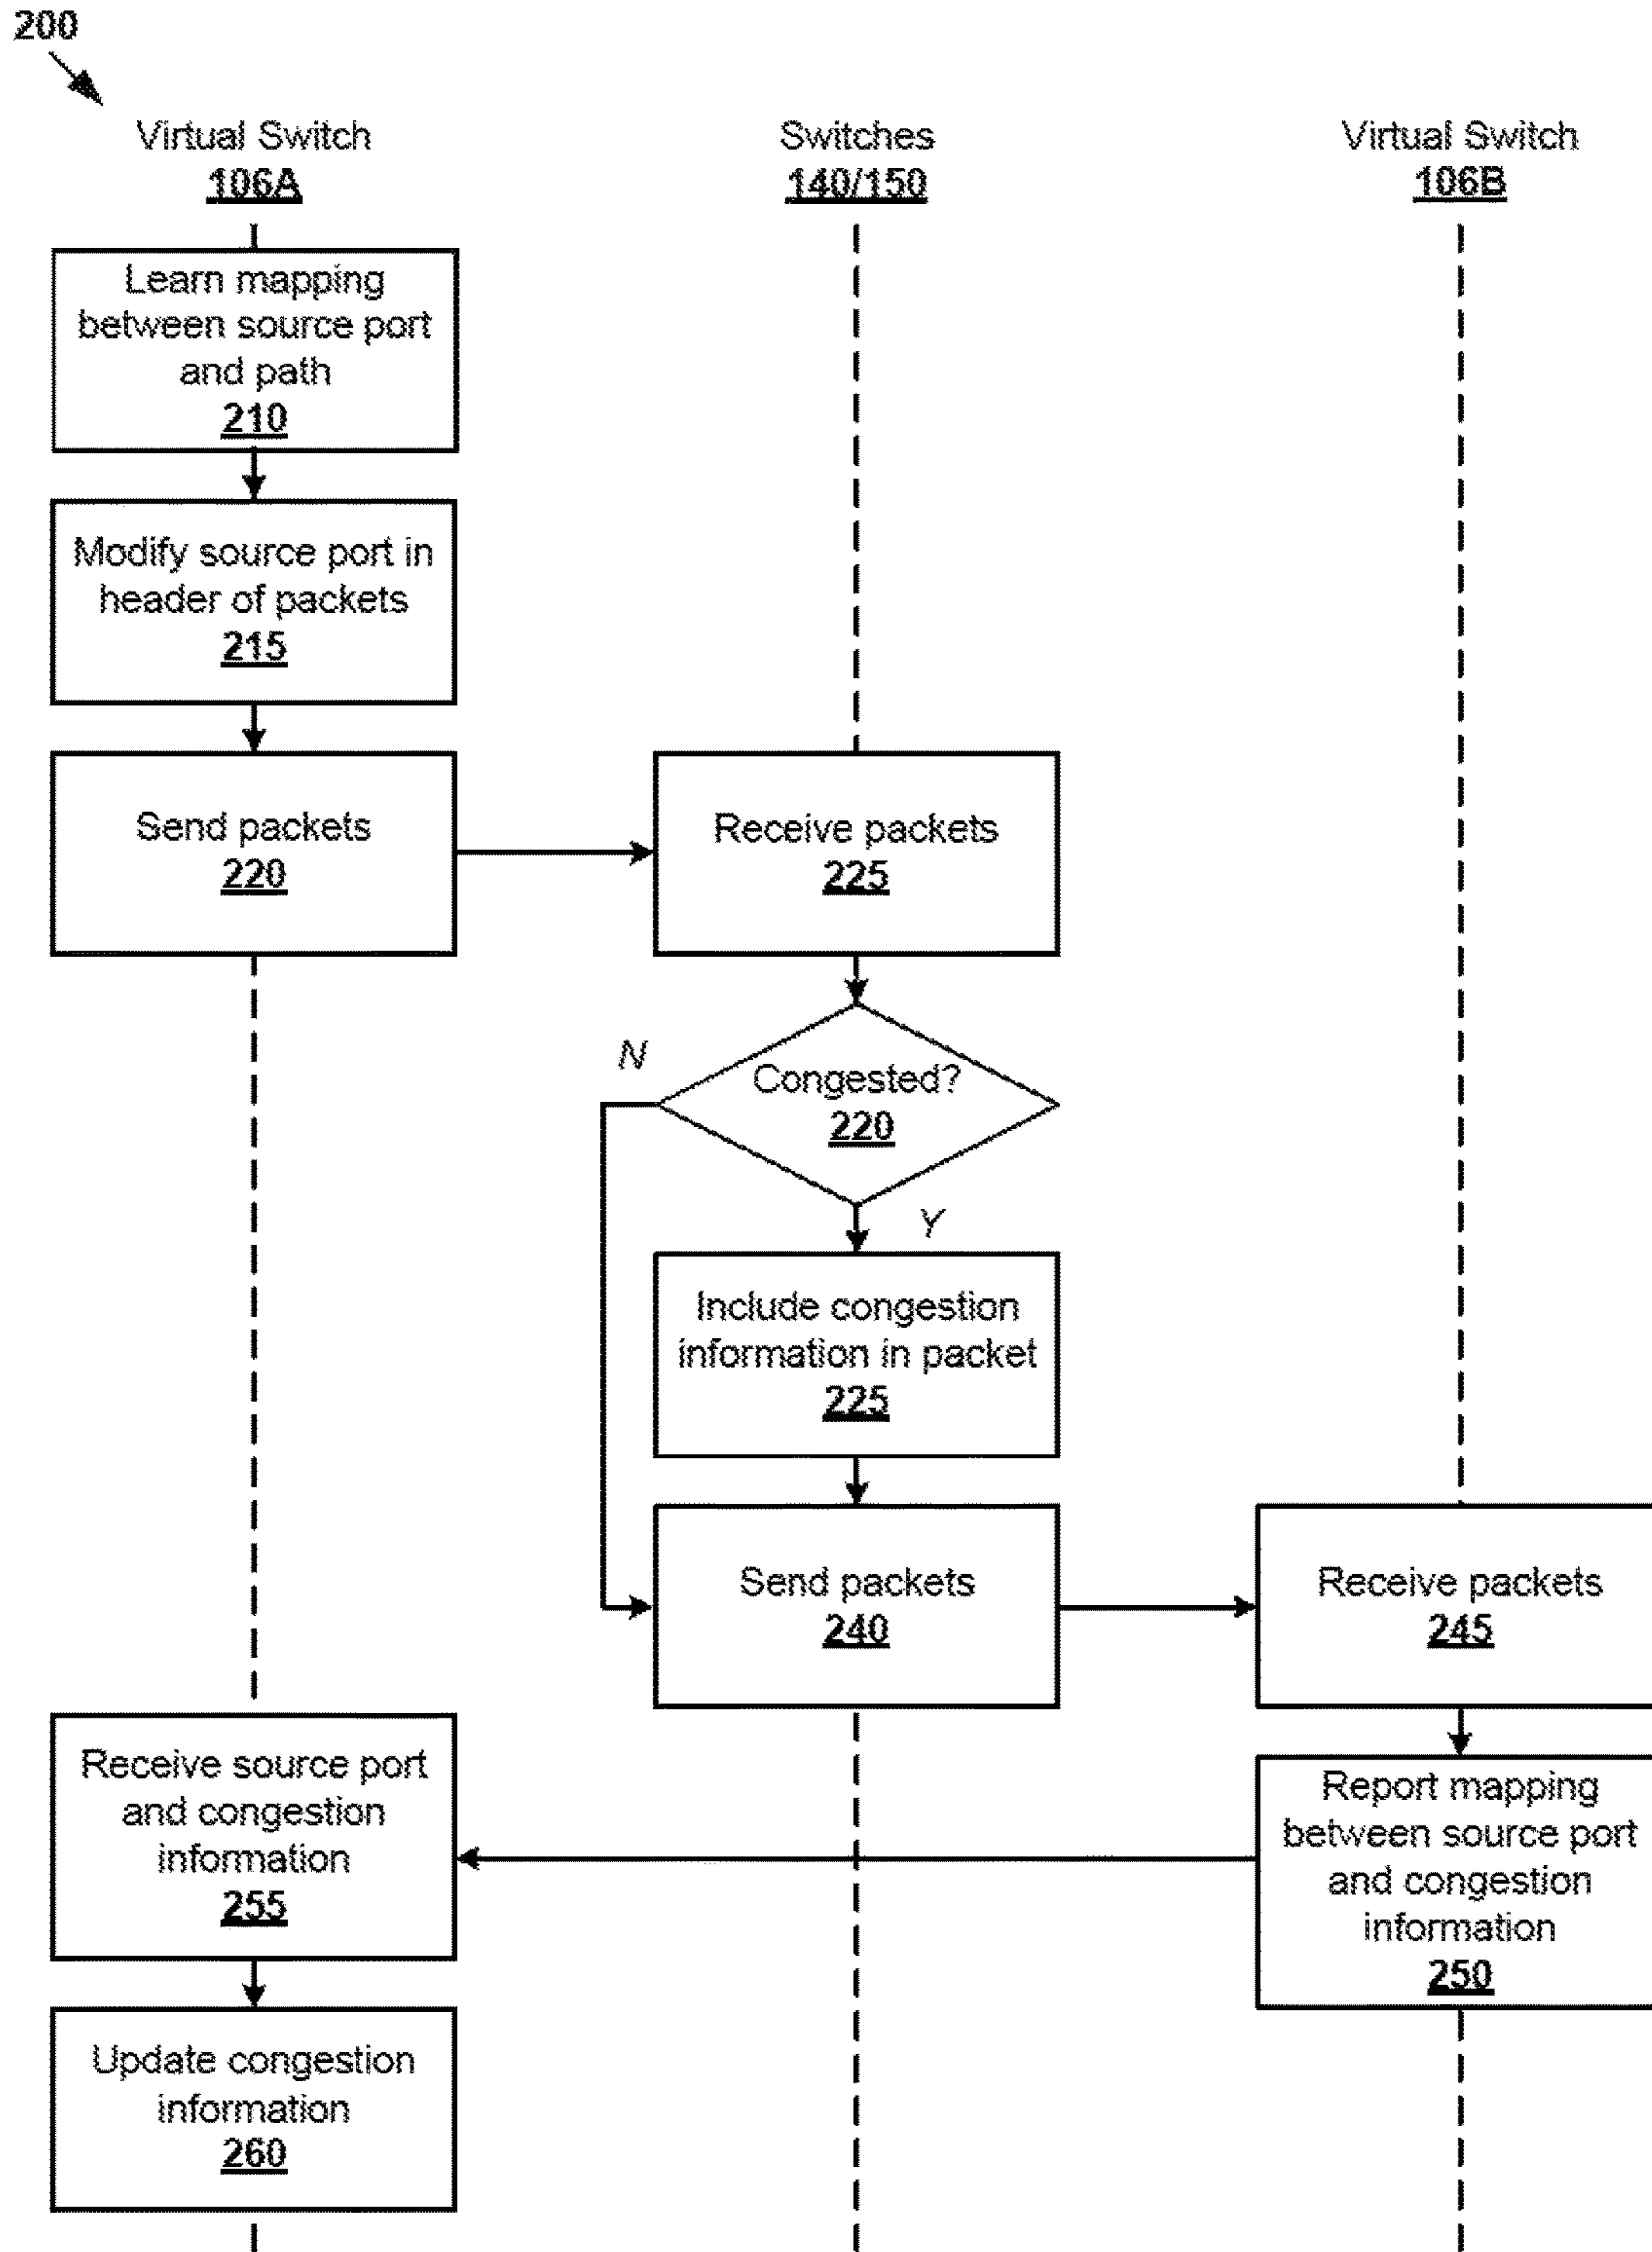 200
Virtual Switch
106A
Switches
140/150
Virtual Switch
106B
Learn mapping
between source port
and path
210
Modify source port in
header of packets
215
Send packets
220
Receive packets
225
N
Congested?
220
Y
Include congestion
information in packet
225
Send packets
240
Receive packets
245
Report mapping
between source port
and congestion
information
250
Receive source port
and congestion
information
255
Update congestion
information
260